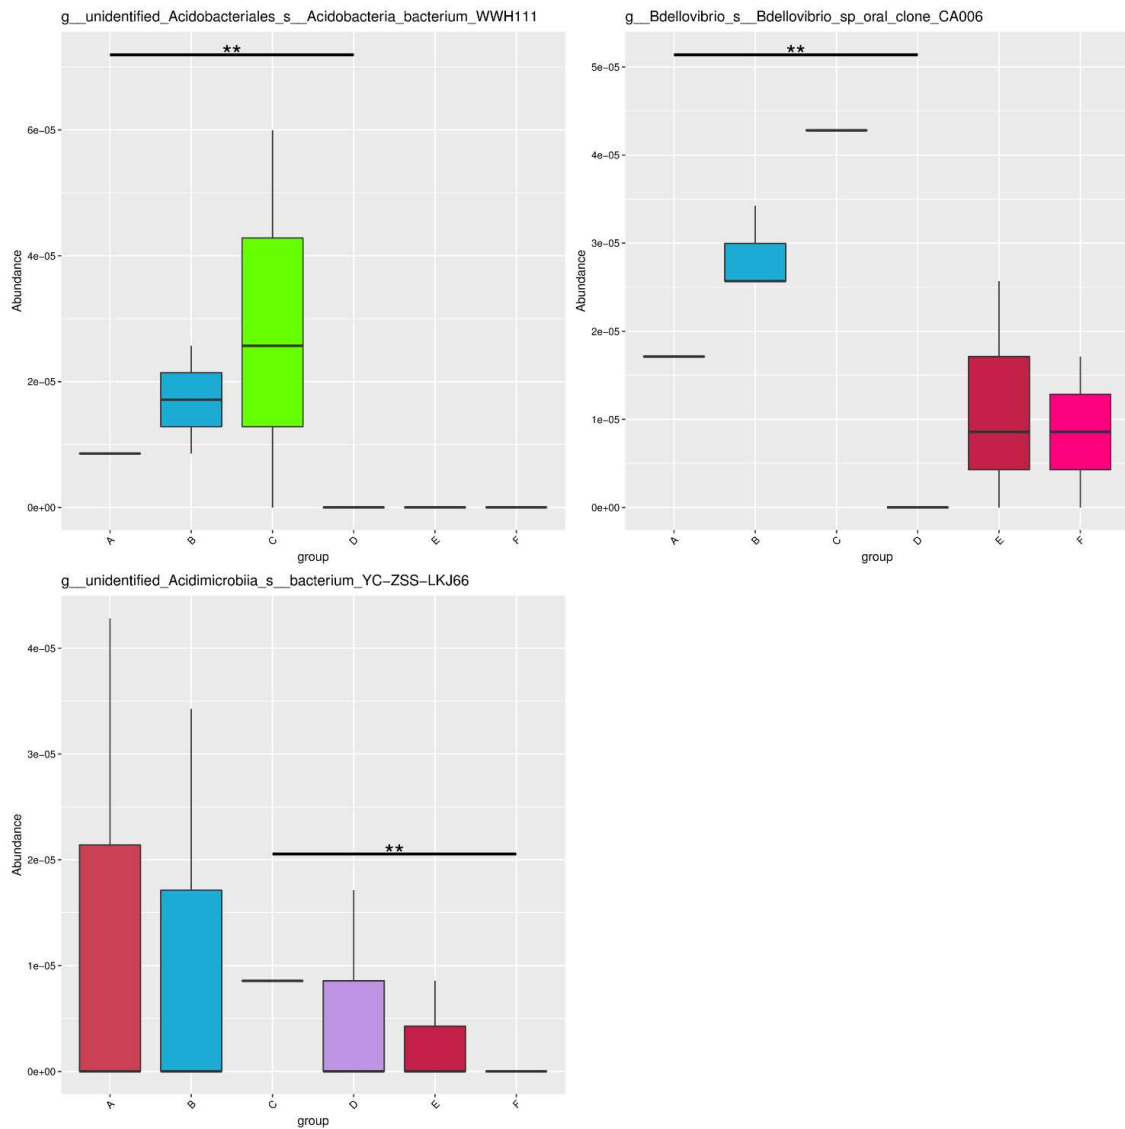 g__unidentified_Acidobacteriales_s__Acidobacteria_bacterium_WWH111
**
6e−05
4e−05
2e−05
0e+00
Abundance
A
B
C
D
E
F
group
g__Bdellovibrio_s__Bdellovibrio_sp_oral_clone_CA006
**
5e−05
4e−05
3e−05
2e−05
1e−05
0e+00
Abundance
A
B
C
D
E
F
group
g__unidentified_Acidimicrobiia_s__bacterium_YC−ZSS−LKJ66
**
4e−05
3e−05
2e−05
1e−05
0e+00
Abundance
A
B
C
D
E
F
group